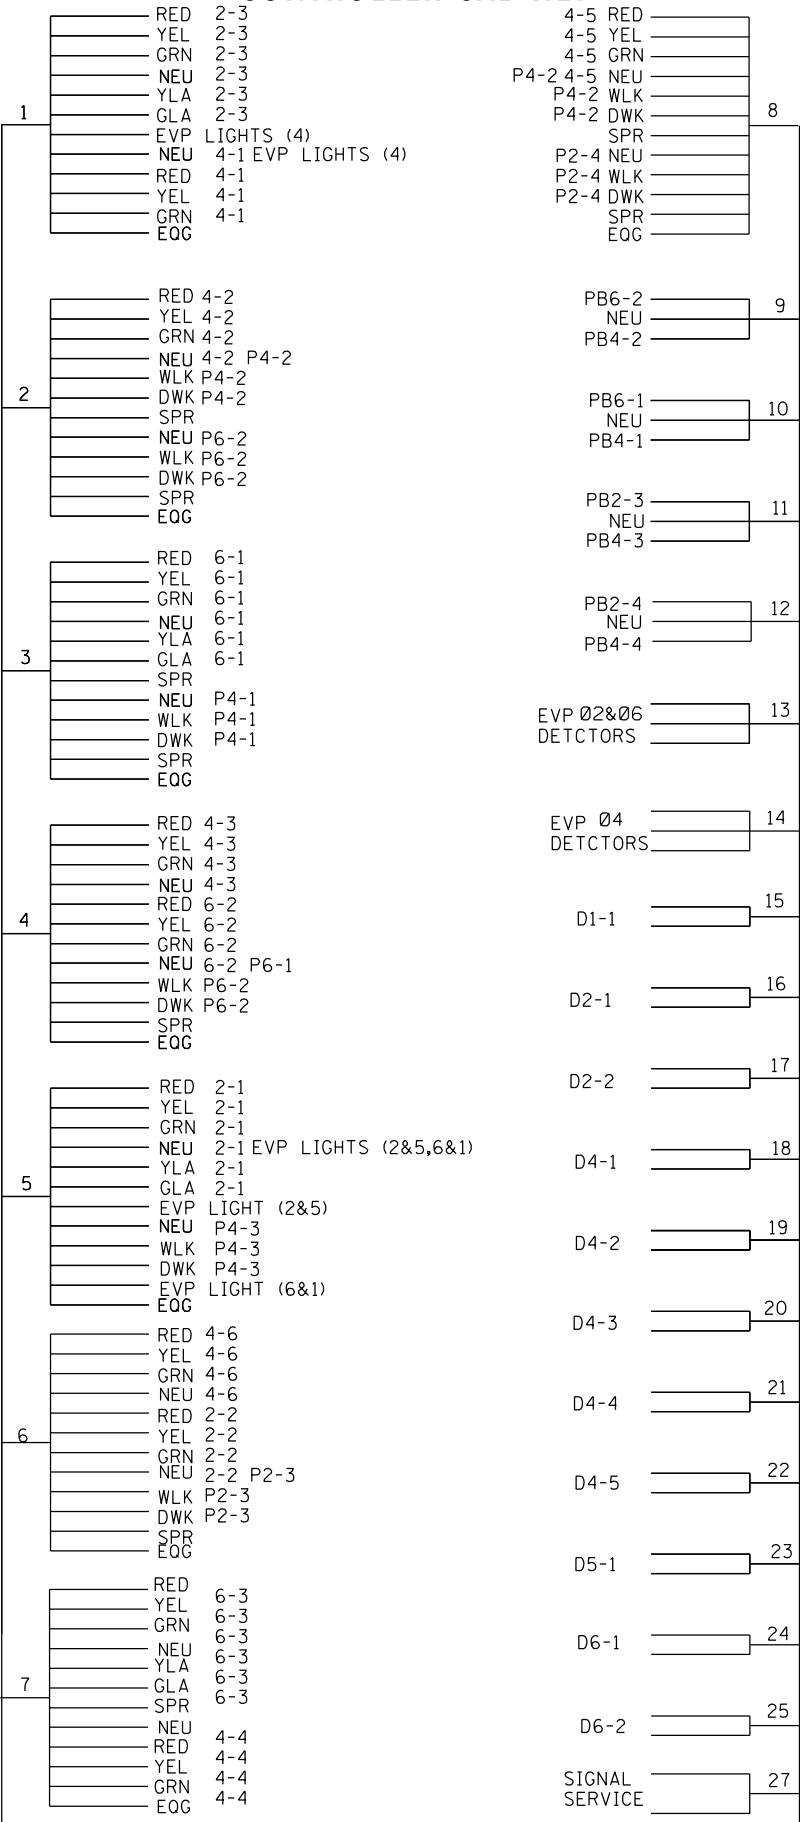 1
RED 2-3
YEL 2-3
GRN 2-3
NEU 2-3
YLA 2-3
GLA 2-3
EVP LIGHTS (4)
NEU 4-1 EVP LIGHTS (4)
RED 4-1
YEL 4-1
GRN 4-1
EQG
2
RED 4-2
YEL 4-2
GRN 4-2
NEU 4-2 P4-2
WLK P4-2
DWK P4-2
SPR
NEU P6-2
WLK P6-2
DWK P6-2
SPR
EQG
3
RED 6-1
YEL 6-1
GRN 6-1
NEU 6-1
YLA 6-1
GLA 6-1
SPR
NEU P4-1
WLK P4-1
DWK P4-1
SPR
EQG
4
RED 4-3
YEL 4-3
GRN 4-3
NEU 4-3
RED 6-2
YEL 6-2
GRN 6-2
NEU 6-2 P6-1
WLK P6-2
DWK P6-2
SPR
EQG
5
RED 2-1
YEL 2-1
GRN 2-1
NEU 2-1 EVP LIGHTS (2&5,6&1)
YLA 2-1
GLA 2-1
EVP LIGHT (2&5)
NEU P4-3
WLK P4-3
DWK P4-3
EVP LIGHT (6&1)
EQG
6
RED 4-6
YEL 4-6
GRN 4-6
NEU 4-6
RED 2-2
YEL 2-2
GRN 2-2
NEU 2-2 P2-3
WLK P2-3
DWK P2-3
SPR
EQG
7
RED 6-3
YEL 6-3
GRN 6-3
NEU 6-3
YLA 6-3
GLA 6-3
SPR
NEU
RED 4-4
YEL 4-4
GRN 4-4
EQG 4-4
4-5 RED
4-5 YEL
4-5 GRN
P4-2 4-5 NEU
P4-2 WLK
P4-2 DWK
SPR
P2-4 NEU
P2-4 WLK
P2-4 DWK
SPR
EQG
8
PB6-2
NEU
PB4-2
9
PB6-1
NEU
PB4-1
10
PB2-3
NEU
PB4-3
11
PB2-4
NEU
PB4-4
12
EVP Ø2&Ø6
DETCTORS
13
EVP Ø4
DETCTORS
14
D1-1 15
D2-1 16
D2-2 17
D4-1 18
D4-2 19
D4-3 20
D4-4 21
D4-5 22
D5-1 23
D6-1 24
D6-2 25
SIGNAL
SERVICE
27